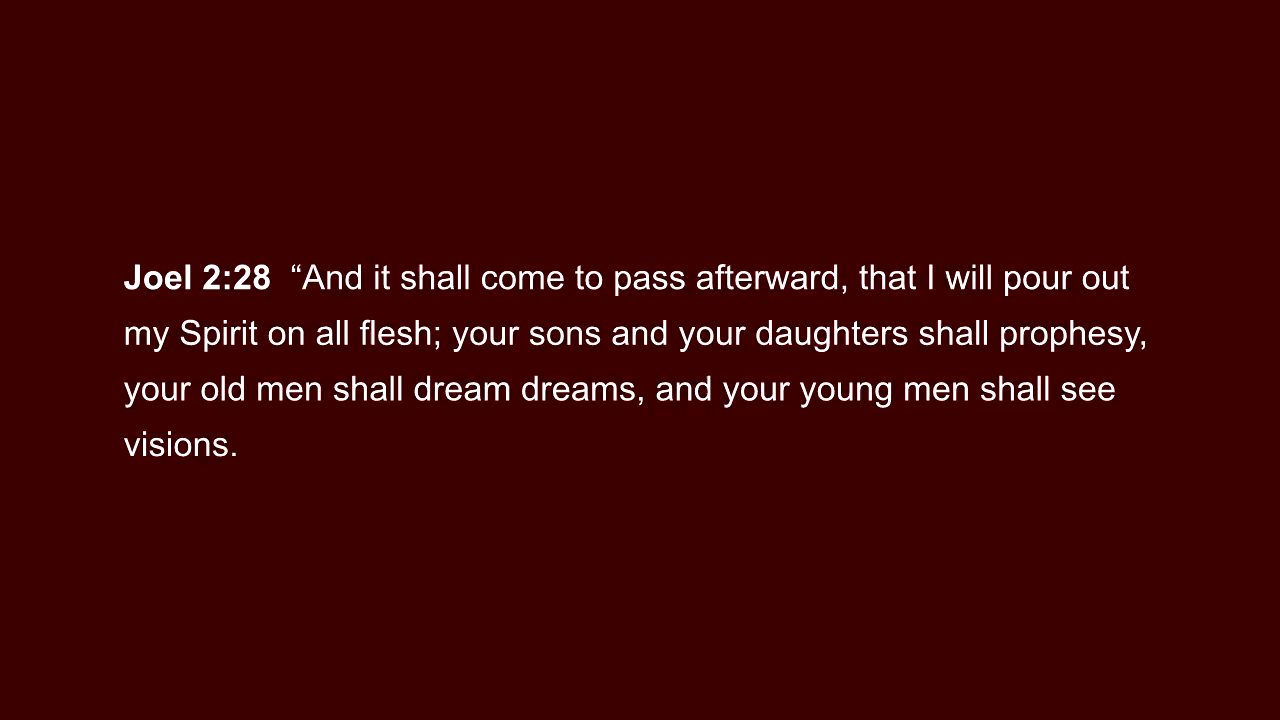 Joel 2:28  “And it shall come to pass afterward, that I will pour out
my Spirit on all flesh; your sons and your daughters shall prophesy,
your old men shall dream dreams, and your young men shall see
visions.